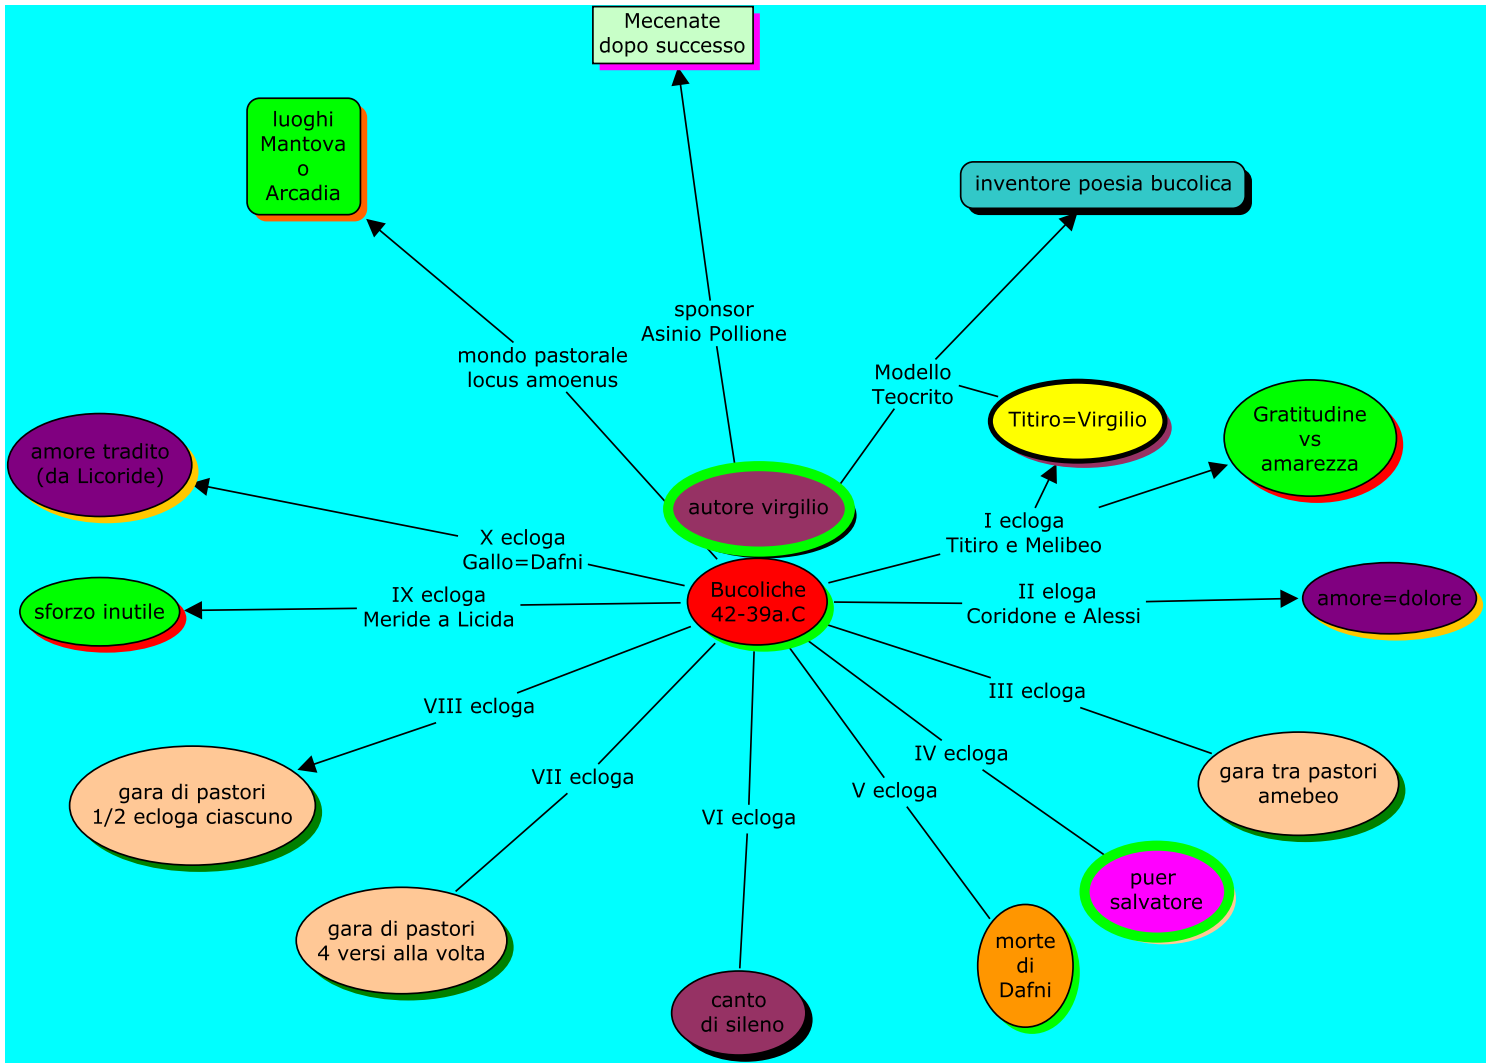 Mecenate
dopo successo
luoghi
Mantova
o
Arcadia
inventore poesia bucolica
sponsor
Asinio Pollione
mondo pastorale
locus amoenus
Modello
Teocrito
Titiro=Virgilio
Gratitudine
vs
amarezza
amore tradito
(da Licoride)
autore virgilio
I ecloga
Titiro e Melibeo
X ecloga
Gallo=Dafni
Bucoliche
42-39a.C
II eloga
Coridone e Alessi
amore=dolore
IX ecloga
Meride a Licida
sforzo inutile
III ecloga
gara tra pastori
amebeo
VIII ecloga
gara di pastori
1/2 ecloga ciascuno
IV ecloga
puer
salvatore
VII ecloga
gara di pastori
4 versi alla volta
V ecloga
morte
di
Dafni
VI ecloga
canto
di sileno